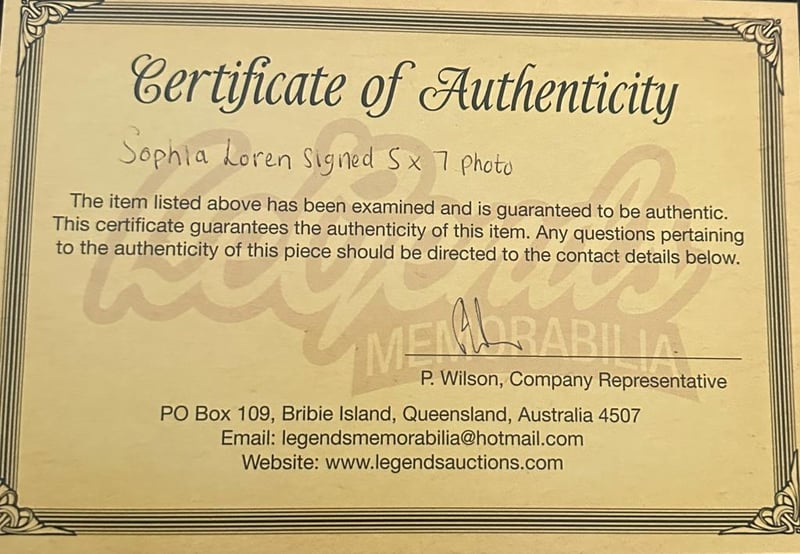 Certificate of Authenticity
Sophia Loren Signed 5 x 7 photo
The item listed above has been examined and is guaranteed to be authentic.
This certificate guarantees the authenticity of this item. Any questions pertaining
to the authenticity of this piece should be directed to the contact details below.
Legends
MEMORABILIA
P. Wilson, Company Representative
PO Box 109, Bribie Island, Queensland, Australia 4507
Email: legendsmemorabilia@hotmail.com
Website: www.legendsauctions.com